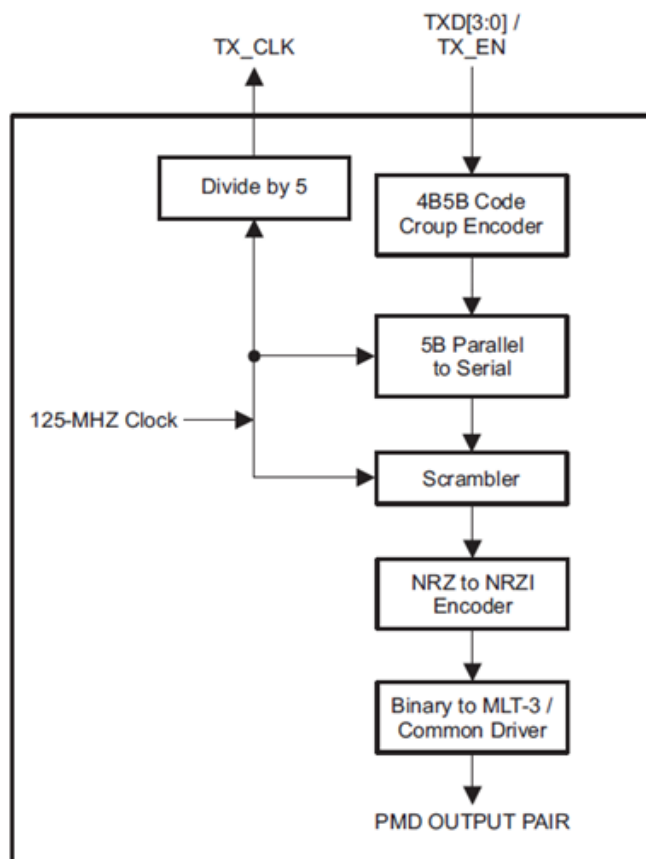 TX_CLK
TXD[3:0] /
TX_EN
Divide by 5
4B5B Code
Croup Encoder
5B Parallel
to Serial
125-MHZ Clock
Scrambler
NRZ to NRZI
Encoder
Binary to MLT-3 /
Common Driver
PMD OUTPUT PAIR